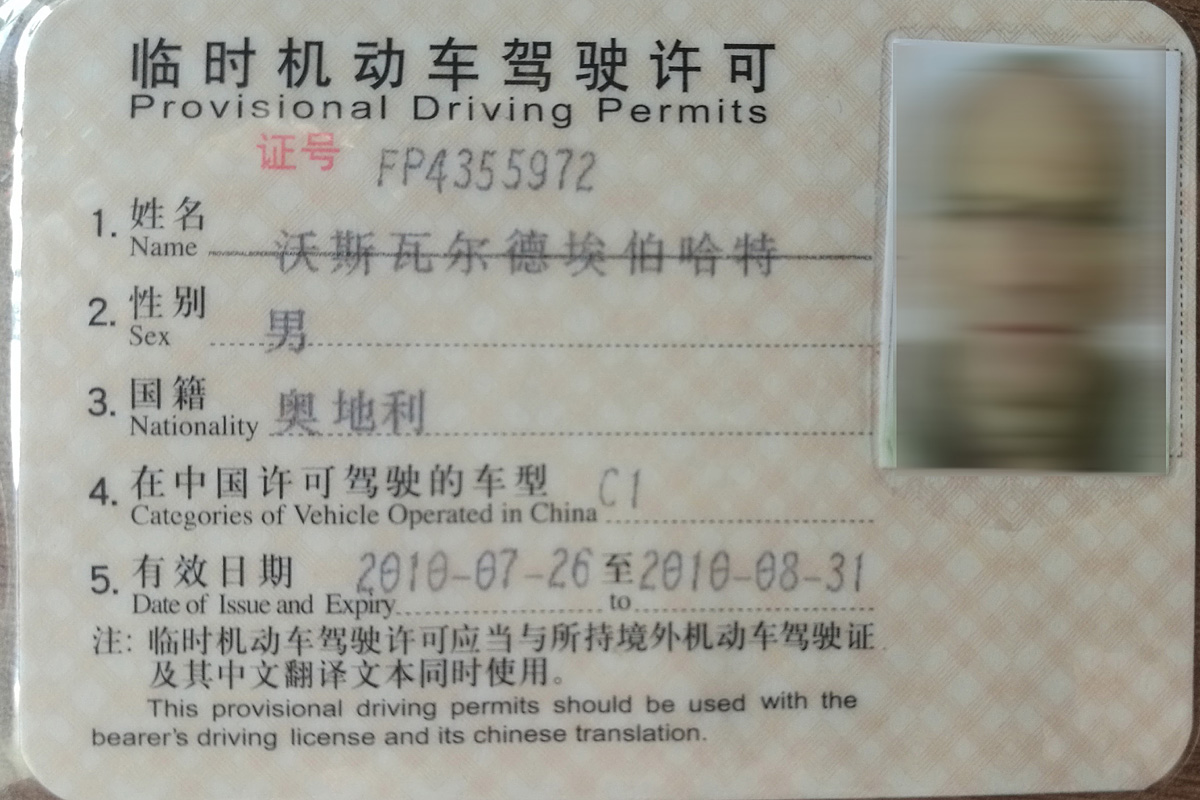 临时机动车驾驶许可
Provisional Driving Permits
证号 FP4355972
1. 姓名 沃斯瓦尔德埃伯哈特
Name
2. 性别 男
Sex
3. 国籍 奥地利
Nationality
4. 在中国许可驾驶的车型 C1
Categories of Vehicle Operated in China
5. 有效日期 2010-07-26 至 2010-08-31
Date of Issue and Expiry to
注: 临时机动车驾驶许可应当与所持境外机动车驾驶证
及其中文翻译文本同时使用。
This provisional driving permits should be used with the
bearer's driving license and its chinese translation.